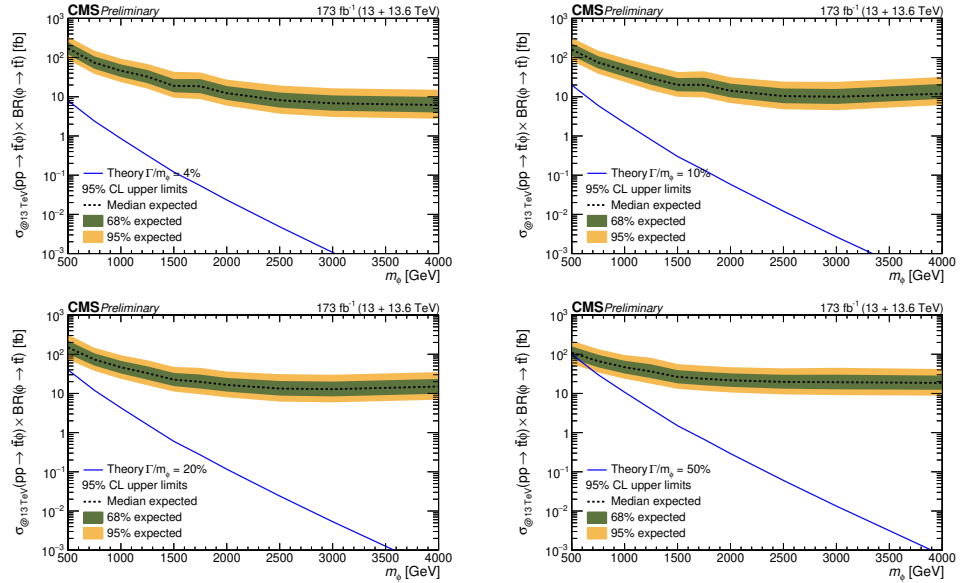 CMS Preliminary 173 fb⁻¹ (13 + 13.6 TeV)
σ@13 TeV(pp → tt̄ϕ) × BR(ϕ → tt̄) [fb]
10³
10²
10
1
10⁻¹
10⁻²
10⁻³
Theory Γ/mϕ = 4%
95% CL upper limits
Median expected
68% expected
95% expected
500 1000 1500 2000 2500 3000 3500 4000
mϕ [GeV]
CMS Preliminary 173 fb⁻¹ (13 + 13.6 TeV)
σ@13 TeV(pp → tt̄ϕ) × BR(ϕ → tt̄) [fb]
10³
10²
10
1
10⁻¹
10⁻²
10⁻³
Theory Γ/mϕ = 10%
95% CL upper limits
Median expected
68% expected
95% expected
500 1000 1500 2000 2500 3000 3500 4000
mϕ [GeV]
CMS Preliminary 173 fb⁻¹ (13 + 13.6 TeV)
σ@13 TeV(pp → tt̄ϕ) × BR(ϕ → tt̄) [fb]
10³
10²
10
1
10⁻¹
10⁻²
10⁻³
Theory Γ/mϕ = 20%
95% CL upper limits
Median expected
68% expected
95% expected
500 1000 1500 2000 2500 3000 3500 4000
mϕ [GeV]
CMS Preliminary 173 fb⁻¹ (13 + 13.6 TeV)
σ@13 TeV(pp → tt̄ϕ) × BR(ϕ → tt̄) [fb]
10³
10²
10
1
10⁻¹
10⁻²
10⁻³
Theory Γ/mϕ = 50%
95% CL upper limits
Median expected
68% expected
95% expected
500 1000 1500 2000 2500 3000 3500 4000
mϕ [GeV]